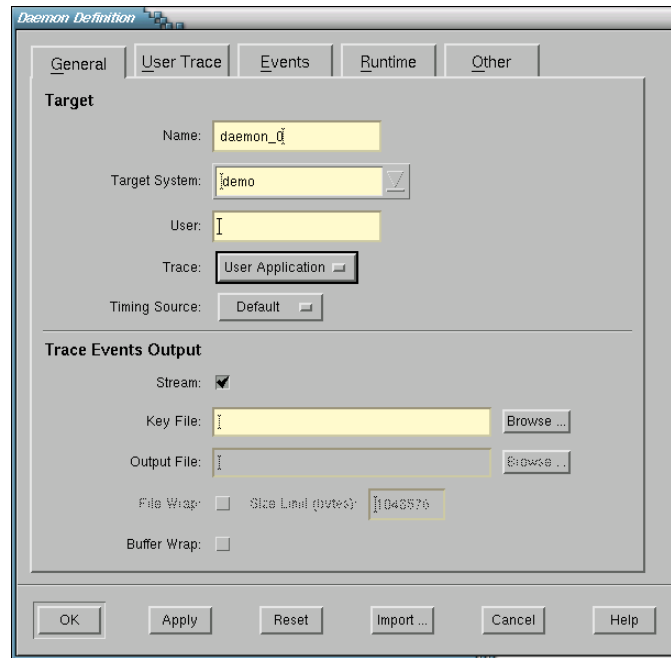 Daemon Definition
General User Trace Events Runtime Other
Target
Name: daemon_0
Target System: demo
User:
Trace: User Application
Timing Source: Default
Trace Events Output
Stream:
Key File: Browse ...
Output File: Browse ...
File Wrap: Size Limit (bytes): 1048576
Buffer Wrap:
OK Apply Reset Import ... Cancel Help